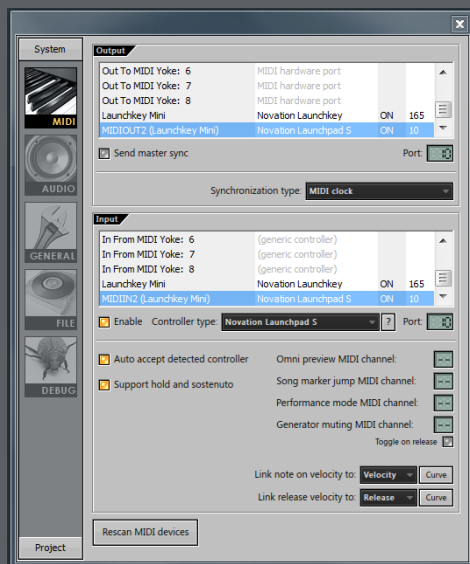 System
MIDI
AUDIO
GENERAL
FILE
DEBUG
Project
Output
Out To MIDI Yoke: 6 MIDI hardware port
Out To MIDI Yoke: 7 MIDI hardware port
Out To MIDI Yoke: 8 MIDI hardware port
Launchkey Mini Novation Launchkey ON 165
MIDIOUT2 (Launchkey Mini) Novation Launchpad S ON 10
Send master sync Port: 10
Synchronization type: MIDI clock
Input
In From MIDI Yoke: 6 (generic controller)
In From MIDI Yoke: 7 (generic controller)
In From MIDI Yoke: 8 (generic controller)
Launchkey Mini Novation Launchkey ON 165
MIDIIN2 (Launchkey Mini) Novation Launchpad S ON 10
Enable Controller type: Novation Launchpad S ? Port: 10
Auto accept detected controller Omni preview MIDI channel: --
Support hold and sostenuto Song marker jump MIDI channel: --
Performance mode MIDI channel: --
Generator muting MIDI channel: --
Toggle on release
Link note on velocity to: Velocity Curve
Link release velocity to: Release Curve
Rescan MIDI devices